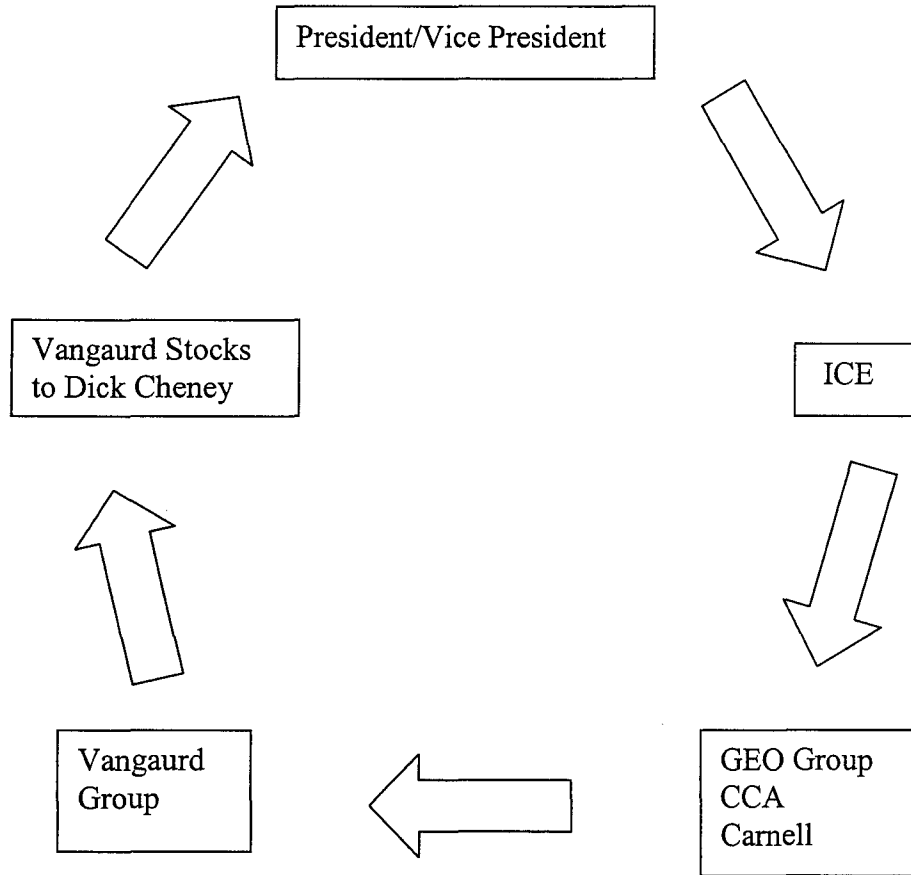 President/Vice President
Vangaurd Stocks
to Dick Cheney
ICE
Vangaurd
Group
GEO Group
CCA
Carnell